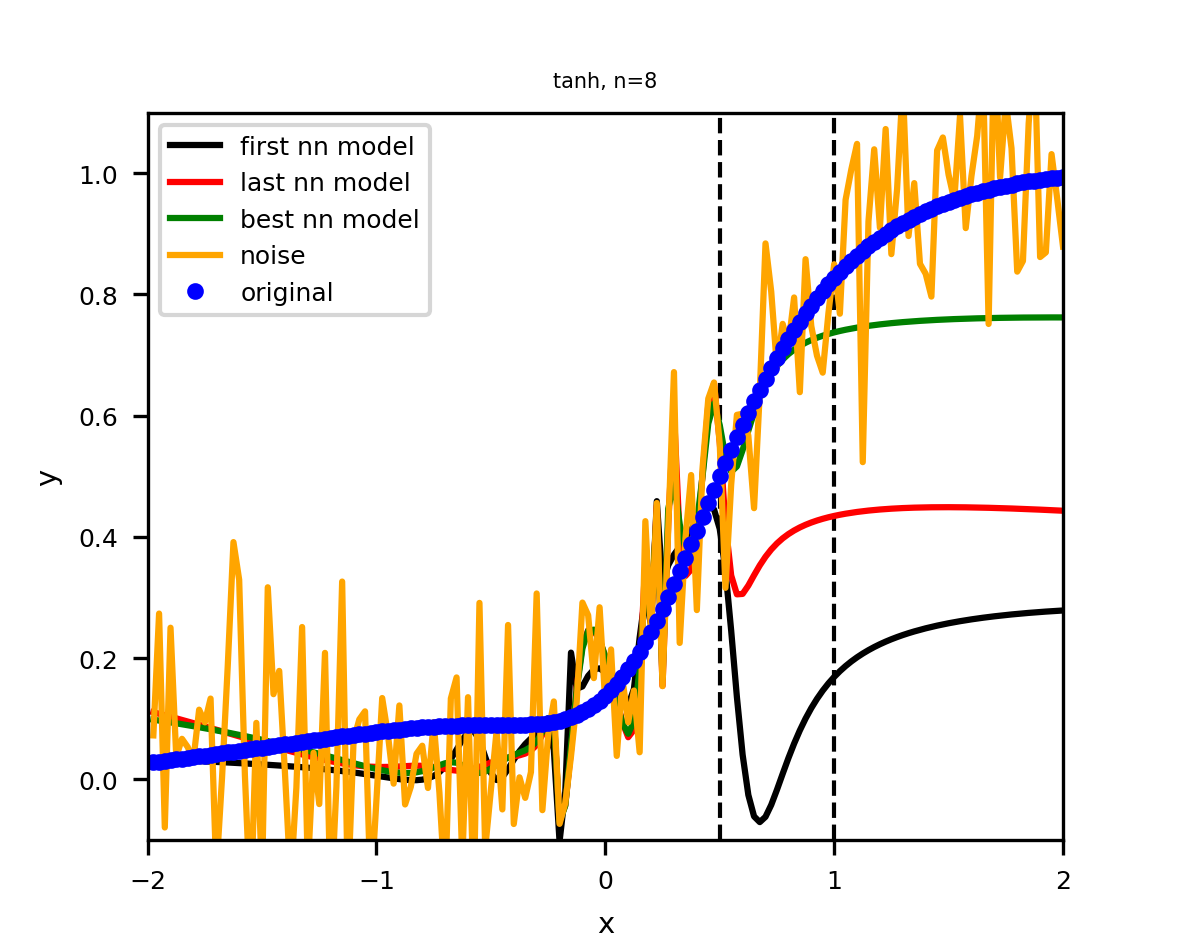 tanh, n=8
first nn model
last nn model
best nn model
noise
original
1.0
0.8
0.6
0.4
0.2
0.0
y
−2
−1
0
1
2
x